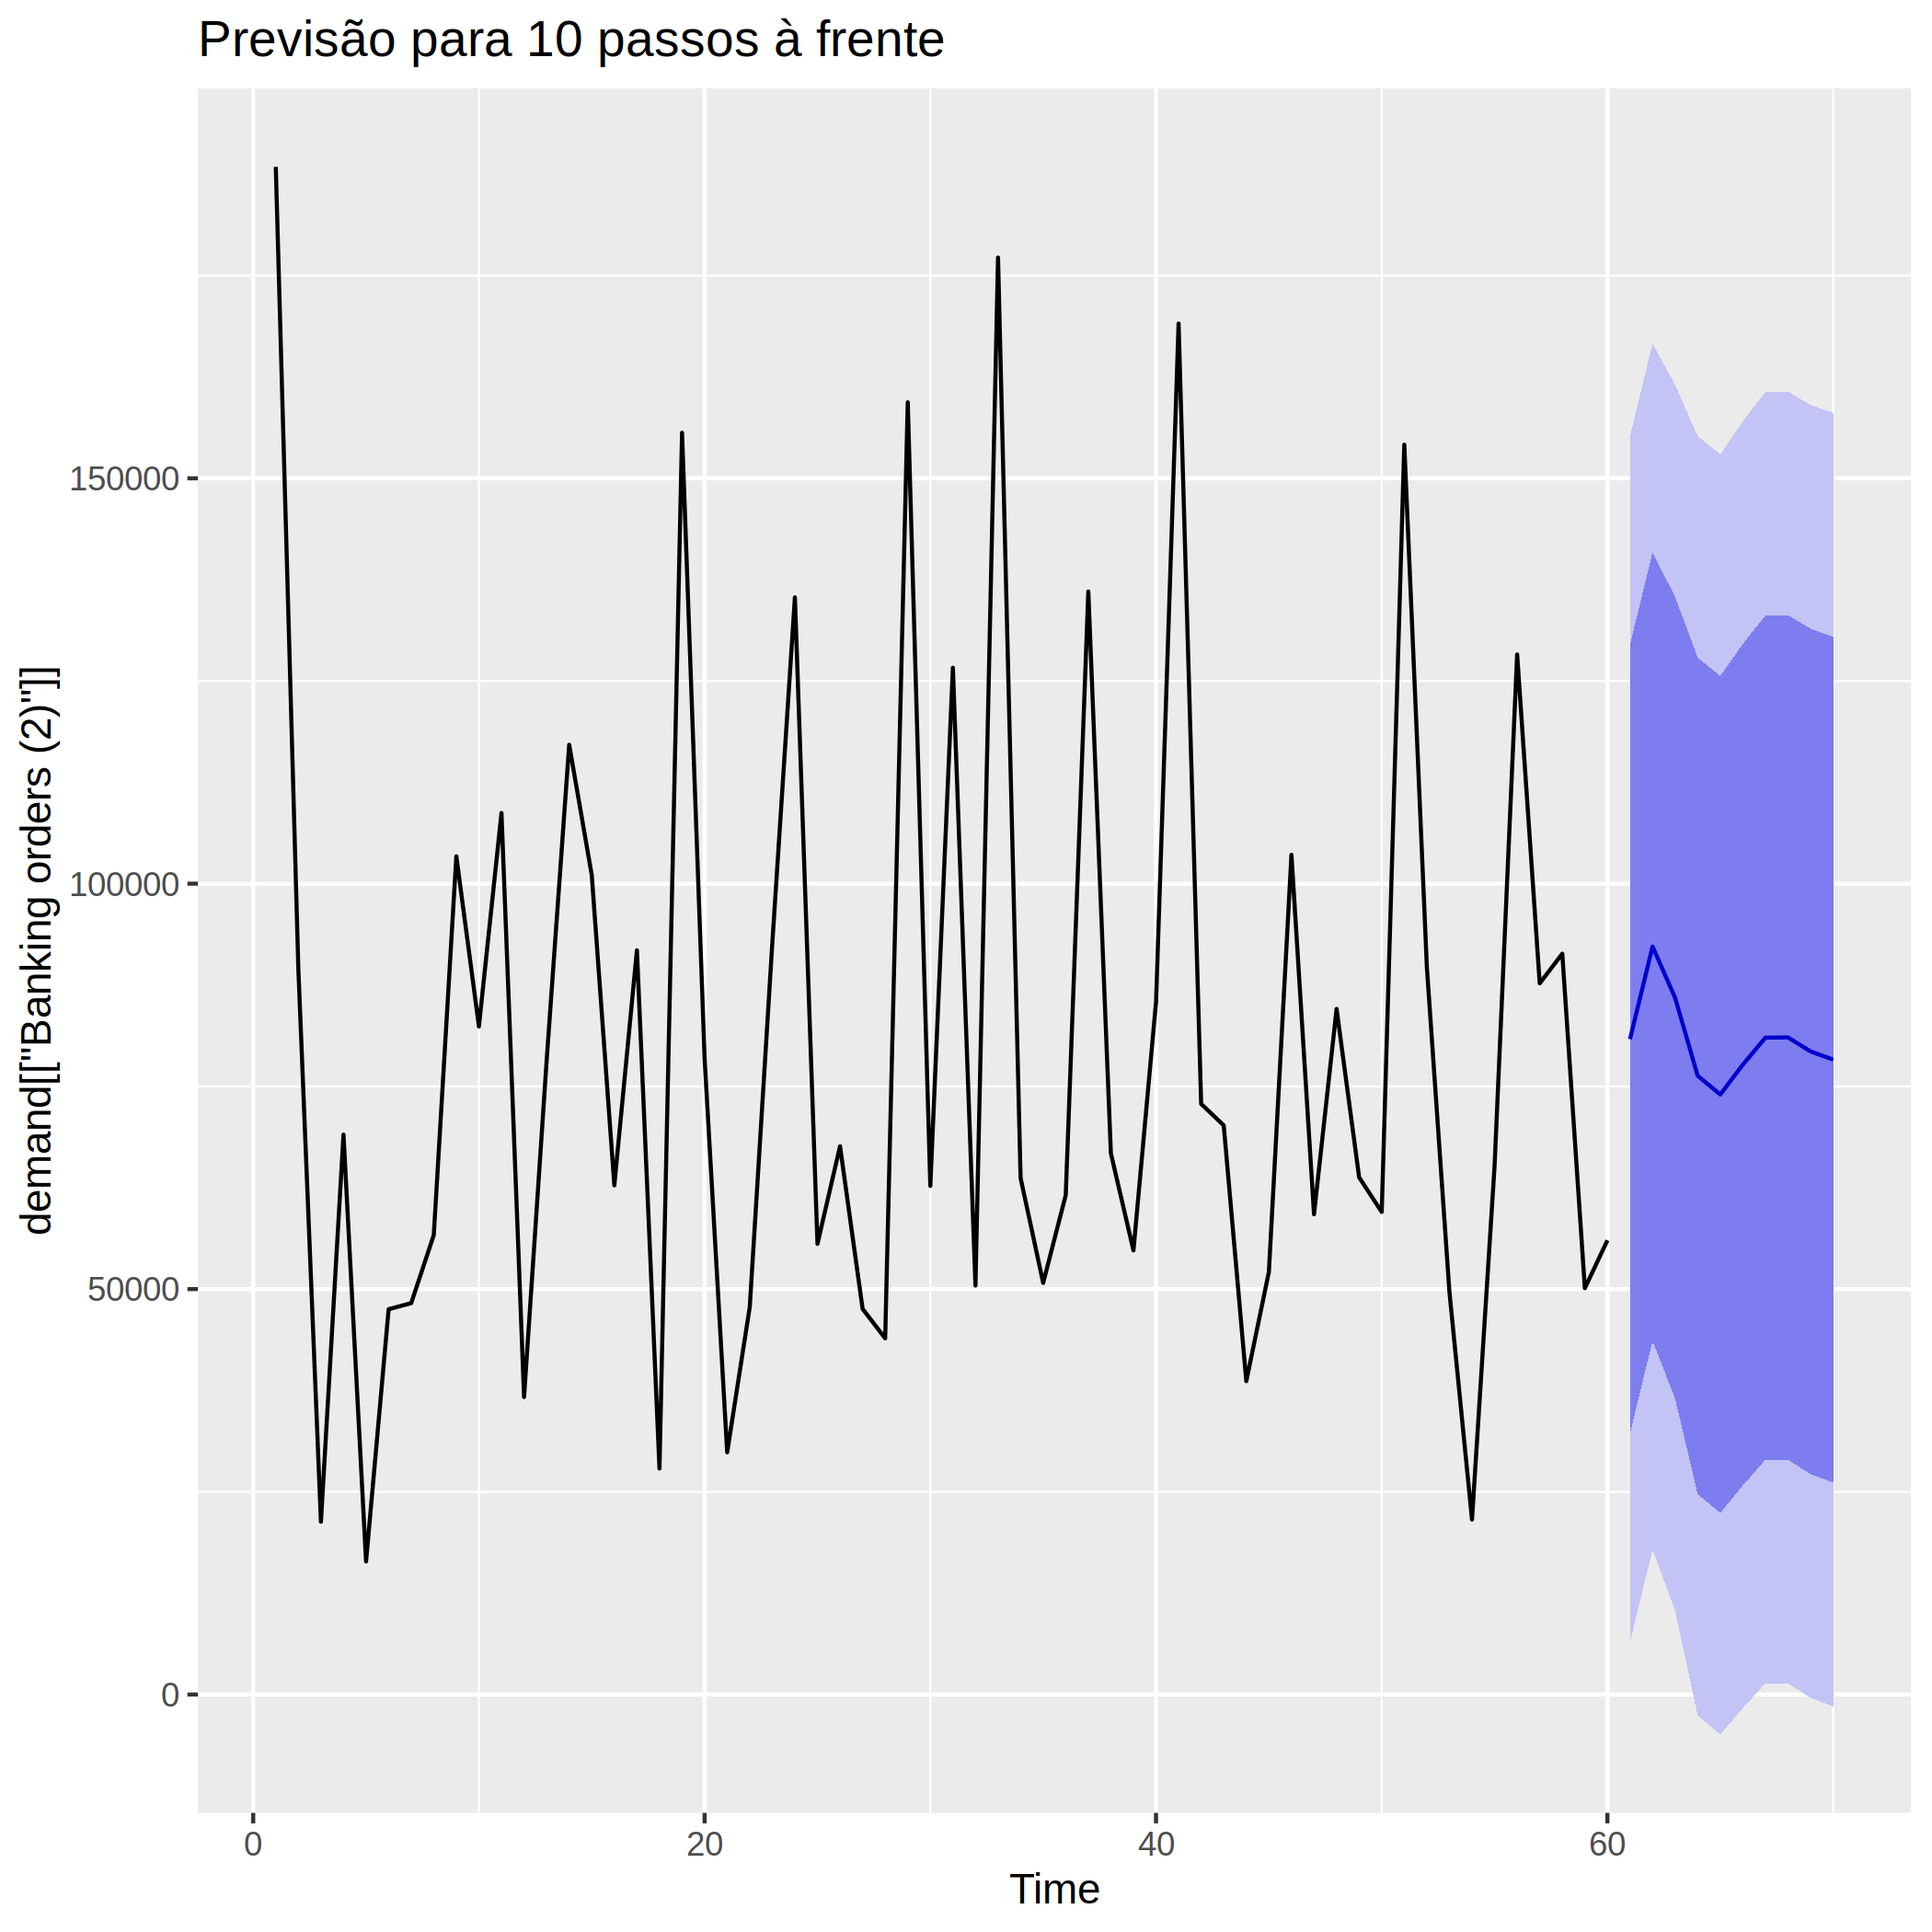 Previsão para 10 passos à frente
demand[["Banking orders (2)"]]
150000
100000
50000
0
0
20
40
60
Time